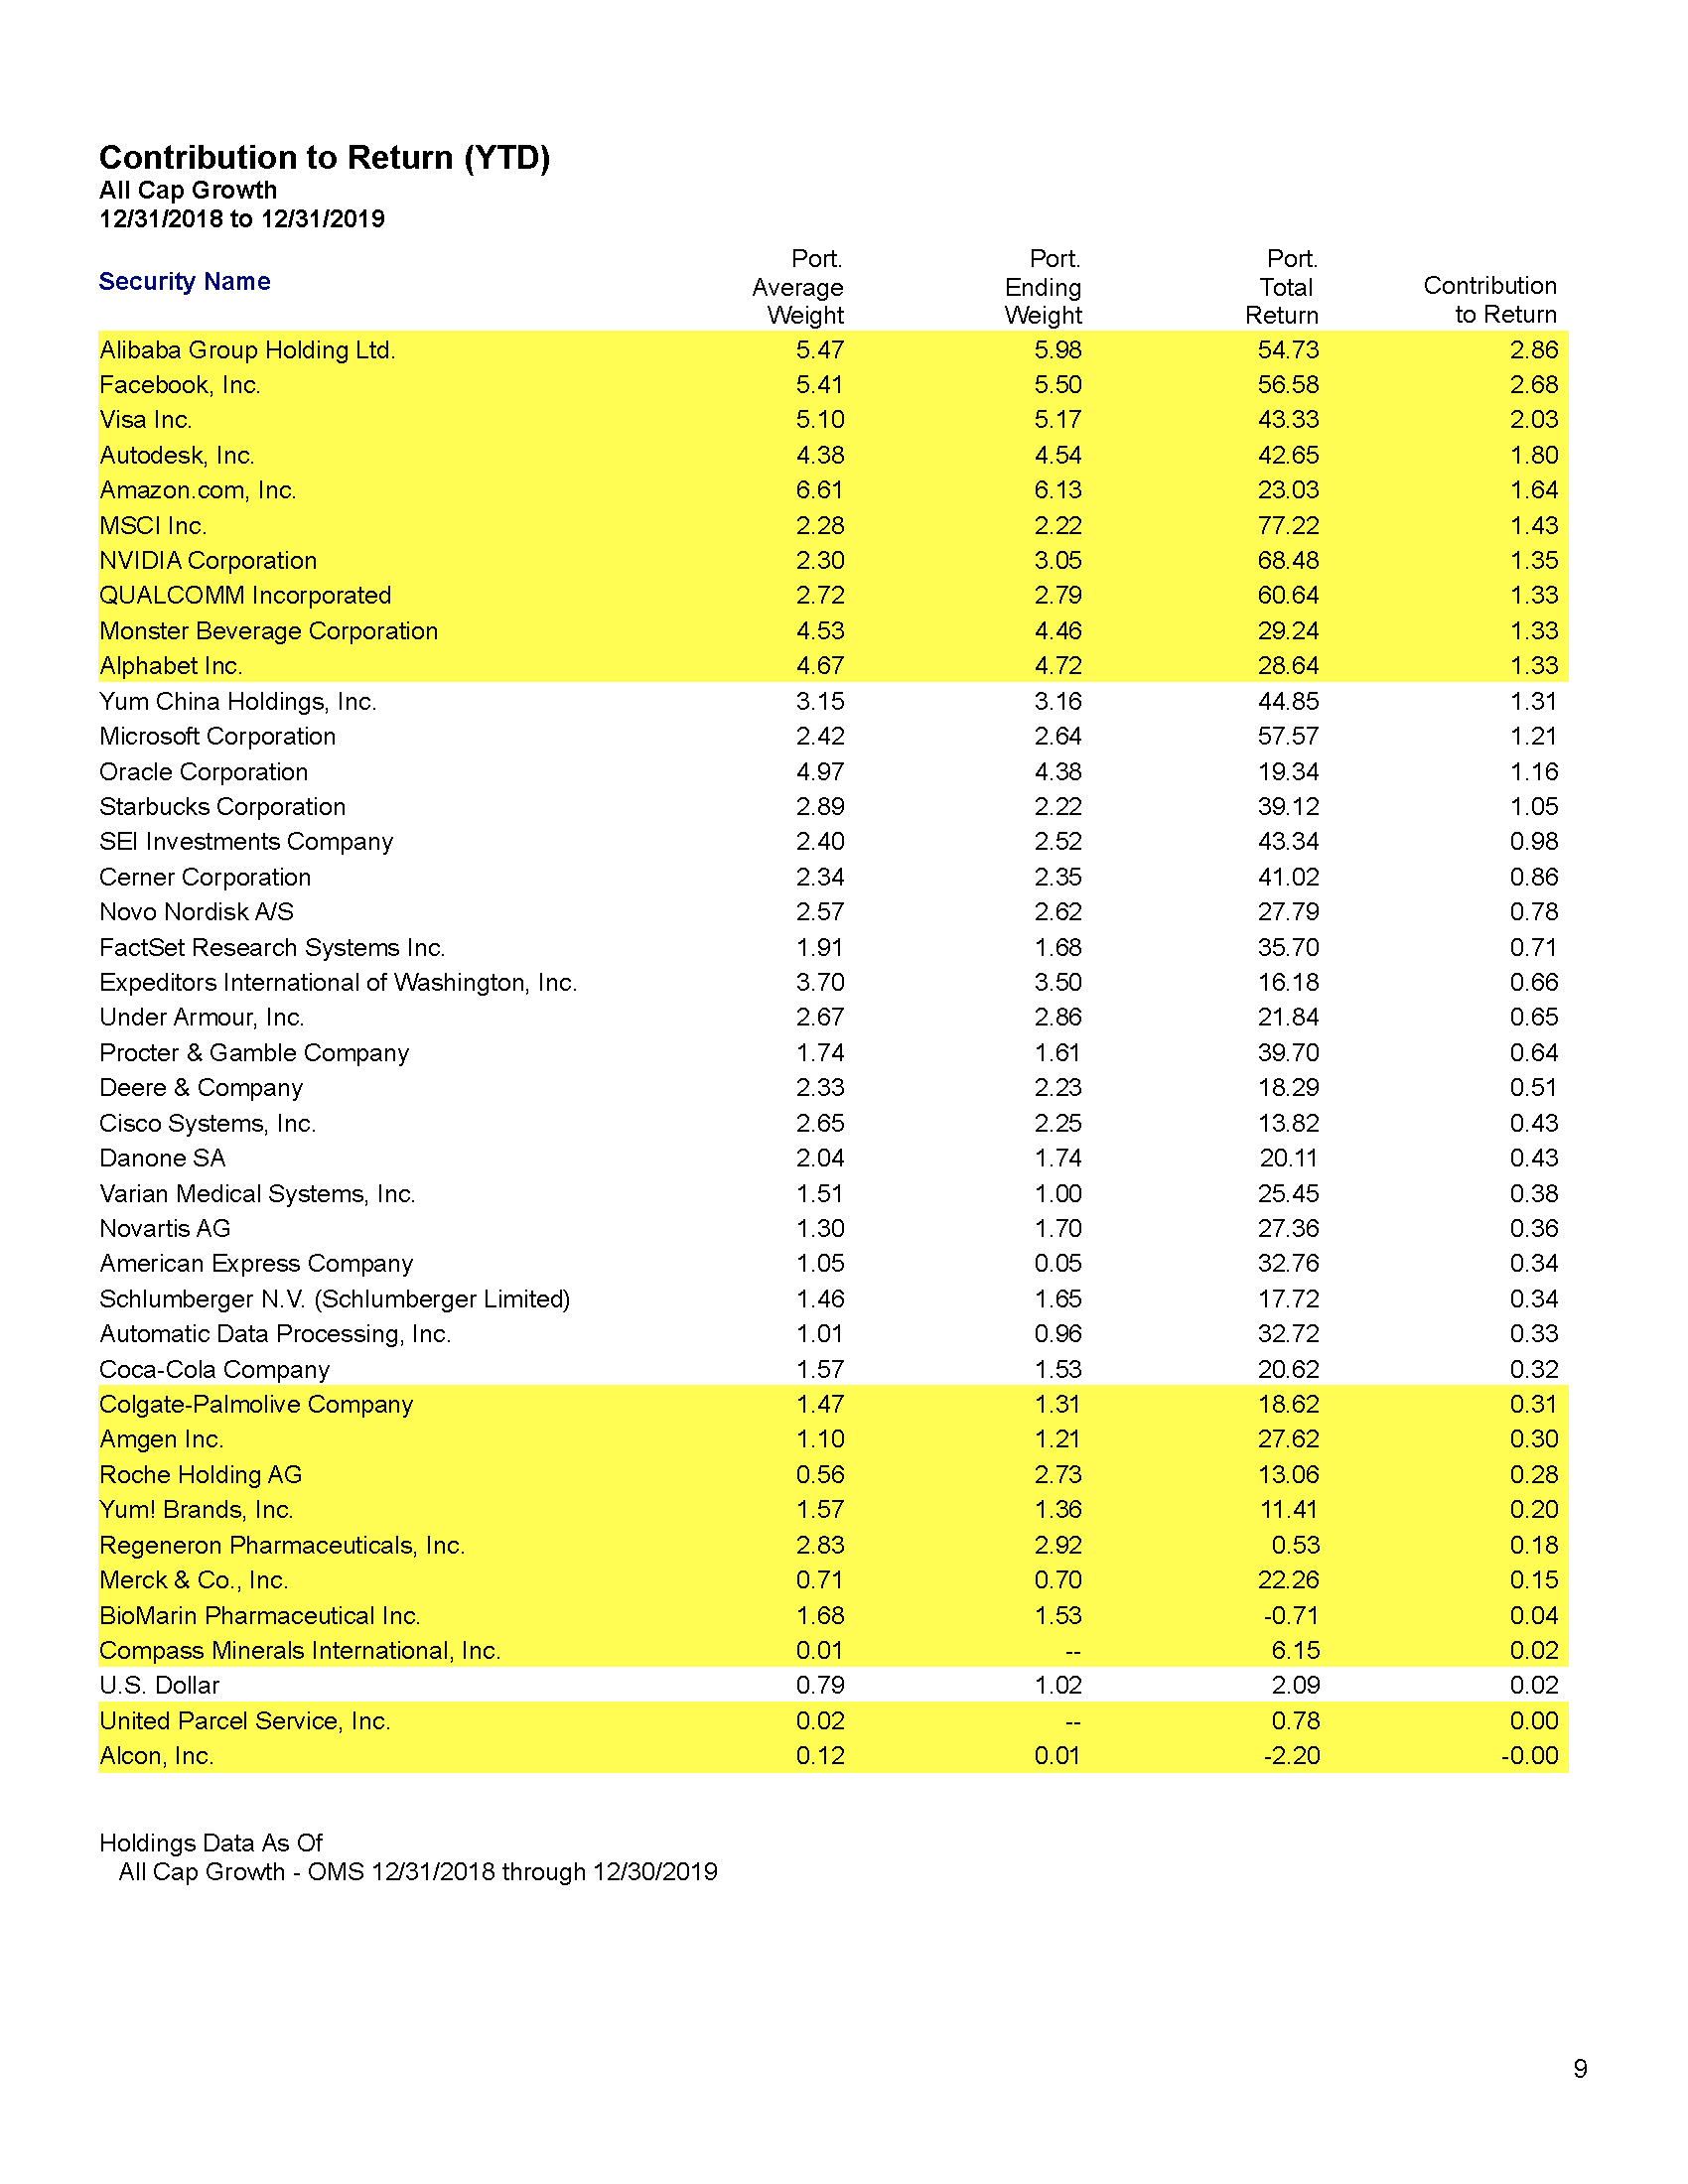 Contribution to Return (YTD)
All Cap Growth
12/31/2018 to 12/31/2019
Security Name Port. Average Weight Port. Ending Weight Port. Total Return Contribution to Return
Alibaba Group Holding Ltd. 5.47 5.98 54.73 2.86
Facebook, Inc. 5.41 5.50 56.58 2.68
Visa Inc. 5.10 5.17 43.33 2.03
Autodesk, Inc. 4.38 4.54 42.65 1.80
Amazon.com, Inc. 6.61 6.13 23.03 1.64
MSCI Inc. 2.28 2.22 77.22 1.43
NVIDIA Corporation 2.30 3.05 68.48 1.35
QUALCOMM Incorporated 2.72 2.79 60.64 1.33
Monster Beverage Corporation 4.53 4.46 29.24 1.33
Alphabet Inc. 4.67 4.72 28.64 1.33
Yum China Holdings, Inc. 3.15 3.16 44.85 1.31
Microsoft Corporation 2.42 2.64 57.57 1.21
Oracle Corporation 4.97 4.38 19.34 1.16
Starbucks Corporation 2.89 2.22 39.12 1.05
SEI Investments Company 2.40 2.52 43.34 0.98
Cerner Corporation 2.34 2.35 41.02 0.86
Novo Nordisk A/S 2.57 2.62 27.79 0.78
FactSet Research Systems Inc. 1.91 1.68 35.70 0.71
Expeditors International of Washington, Inc. 3.70 3.50 16.18 0.66
Under Armour, Inc. 2.67 2.86 21.84 0.65
Procter & Gamble Company 1.74 1.61 39.70 0.64
Deere & Company 2.33 2.23 18.29 0.51
Cisco Systems, Inc. 2.65 2.25 13.82 0.43
Danone SA 2.04 1.74 20.11 0.43
Varian Medical Systems, Inc. 1.51 1.00 25.45 0.38
Novartis AG 1.30 1.70 27.36 0.36
American Express Company 1.05 0.05 32.76 0.34
Schlumberger N.V. (Schlumberger Limited) 1.46 1.65 17.72 0.34
Automatic Data Processing, Inc. 1.01 0.96 32.72 0.33
Coca-Cola Company 1.57 1.53 20.62 0.32
Colgate-Palmolive Company 1.47 1.31 18.62 0.31
Amgen Inc. 1.10 1.21 27.62 0.30
Roche Holding AG 0.56 2.73 13.06 0.28
Yum! Brands, Inc. 1.57 1.36 11.41 0.20
Regeneron Pharmaceuticals, Inc. 2.83 2.92 0.53 0.18
Merck & Co., Inc. 0.71 0.70 22.26 0.15
BioMarin Pharmaceutical Inc. 1.68 1.53 -0.71 0.04
Compass Minerals International, Inc. 0.01 -- 6.15 0.02
U.S. Dollar 0.79 1.02 2.09 0.02
United Parcel Service, Inc. 0.02 -- 0.78 0.00
Alcon, Inc. 0.12 0.01 -2.20 -0.00
Holdings Data As Of
All Cap Growth - OMS 12/31/2018 through 12/30/2019
9